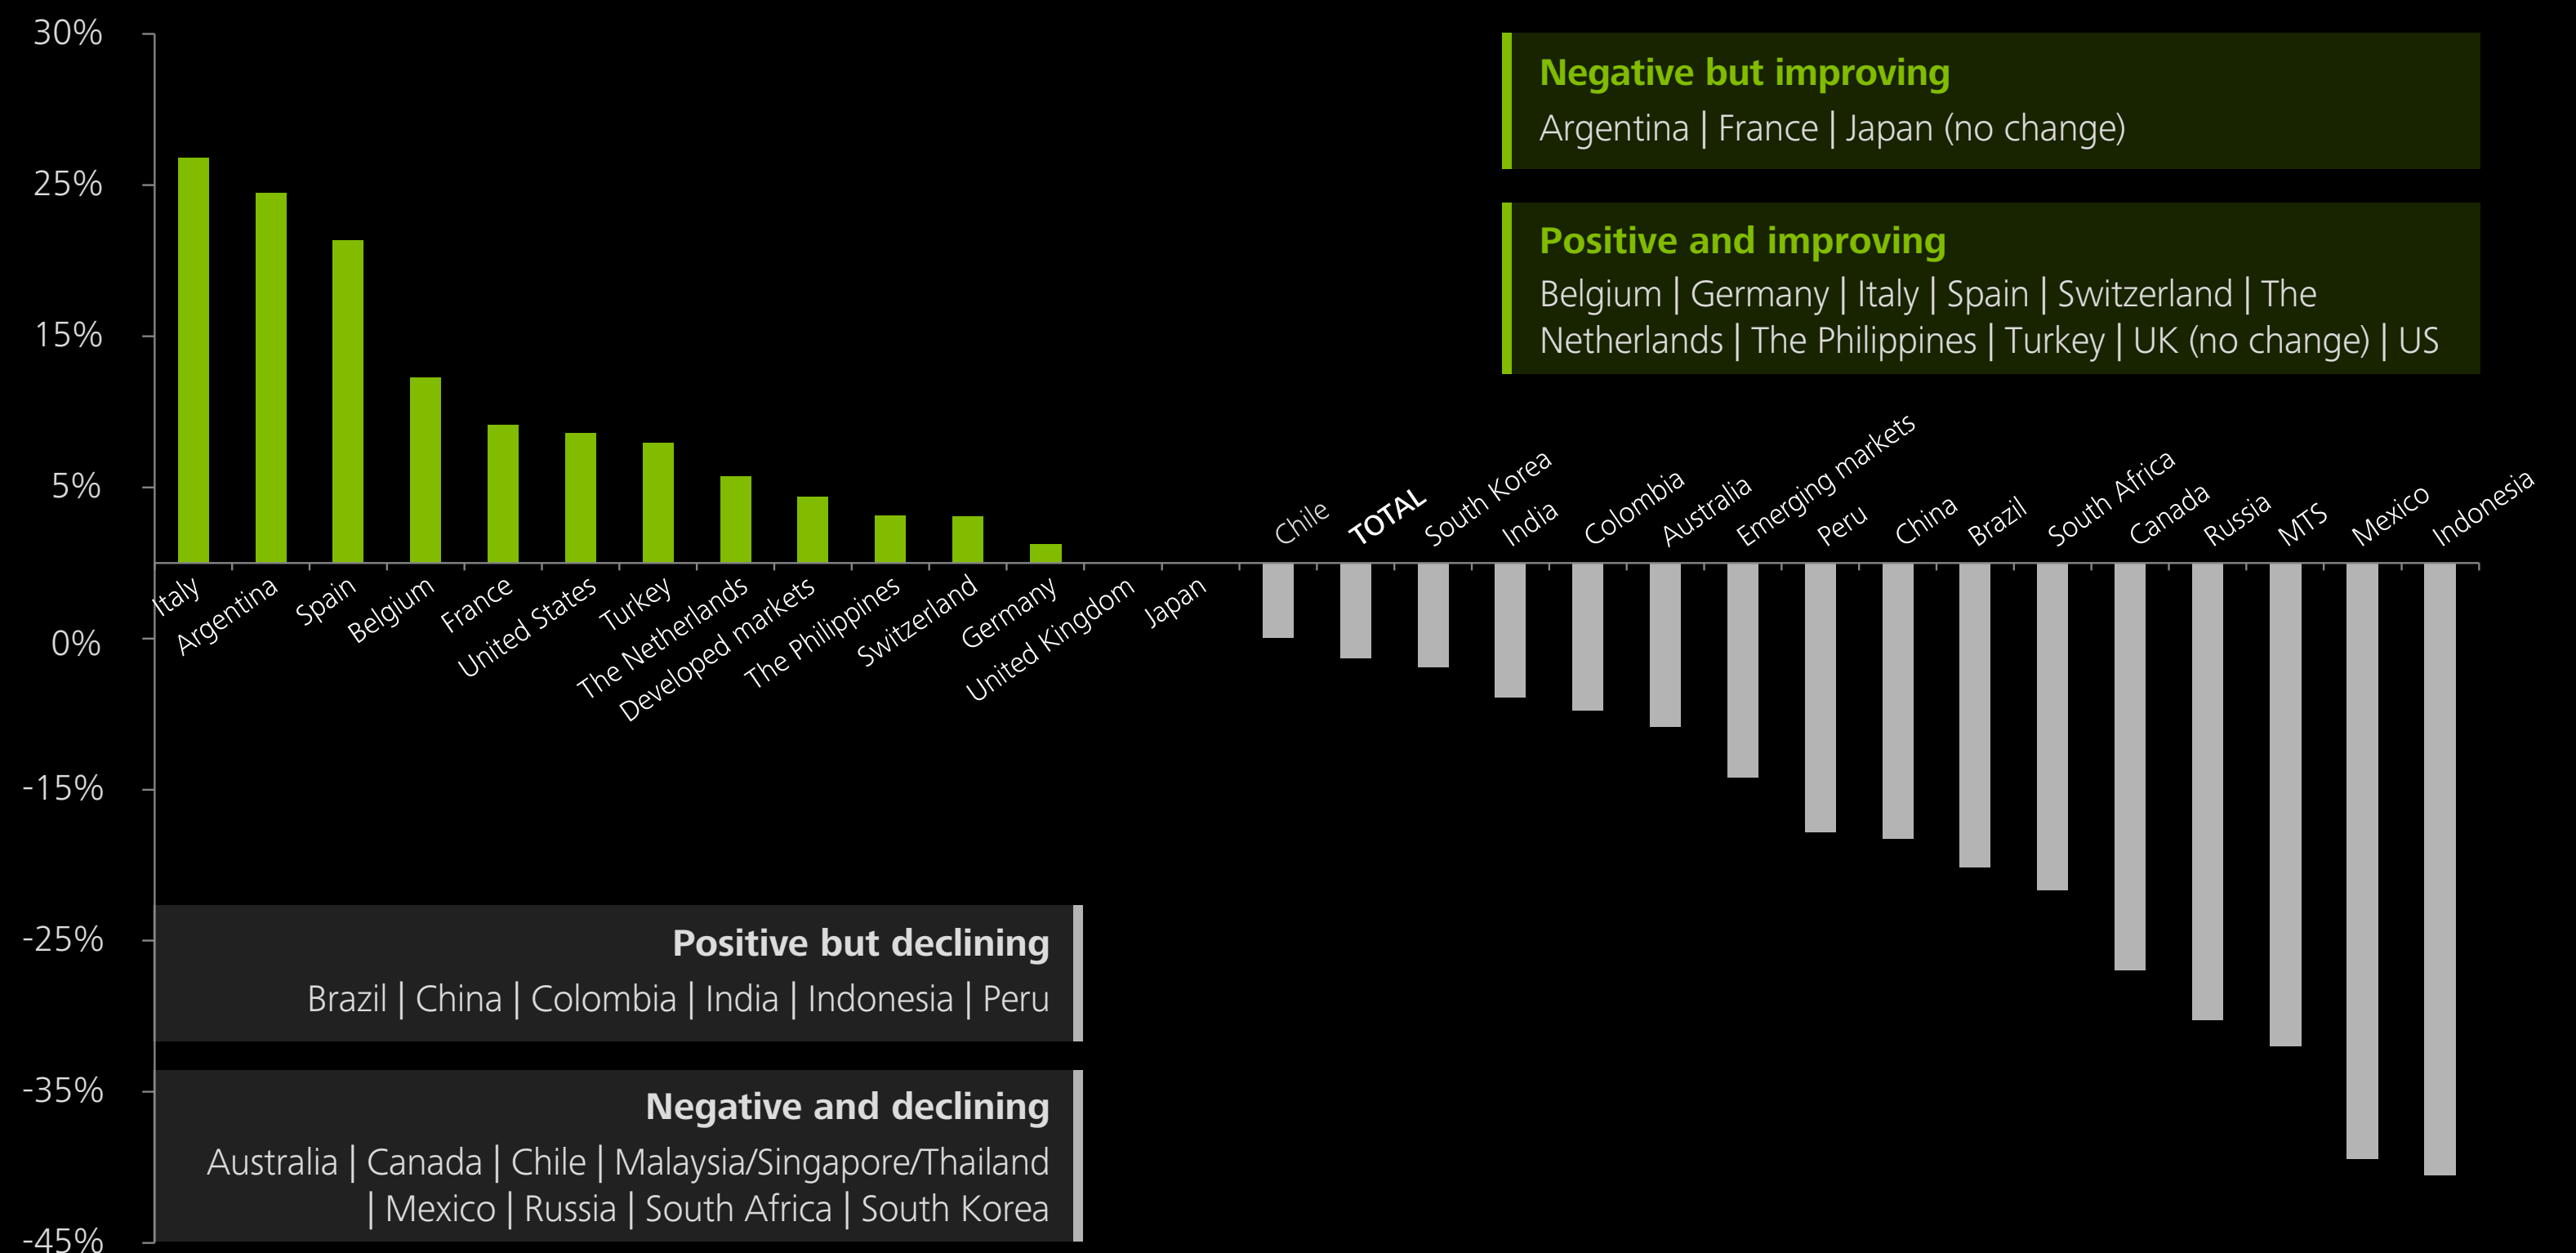 30%
25%
15%
5%
0%
-15%
-25%
-35%
-45%
Negative but improving
Argentina | France | Japan (no change)
Positive and improving
Belgium | Germany | Italy | Spain | Switzerland | The
Netherlands | The Philippines | Turkey | UK (no change) | US
Italy
Argentina
Spain
Belgium
France
United States
Turkey
The Netherlands
Developed markets
The Philippines
Switzerland
Germany
United Kingdom
Japan
Chile
TOTAL
South Korea
India
Colombia
Australia
Emerging markets
Peru
China
Brazil
South Africa
Canada
Russia
MTS
Mexico
Indonesia
Positive but declining
Brazil | China | Colombia | India | Indonesia | Peru
Negative and declining
Australia | Canada | Chile | Malaysia/Singapore/Thailand
| Mexico | Russia | South Africa | South Korea